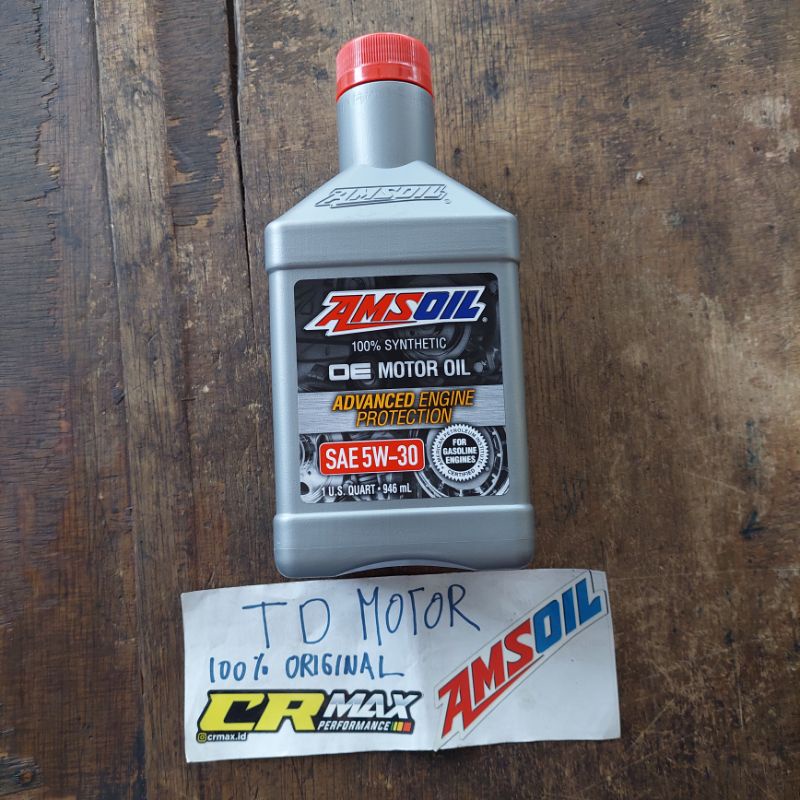 AMSOIL
AMSOIL
100% SYNTHETIC
OE MOTOR OIL
ADVANCED ENGINE
PROTECTION
SAE 5W-30
FOR
GASOLINE
ENGINES
CERTIFIED
1 U.S. QUART • 946 mL
TD MOTOR
100% ORIGINAL
CRMAX
PERFORMANCE
crmax.id
AMSOIL